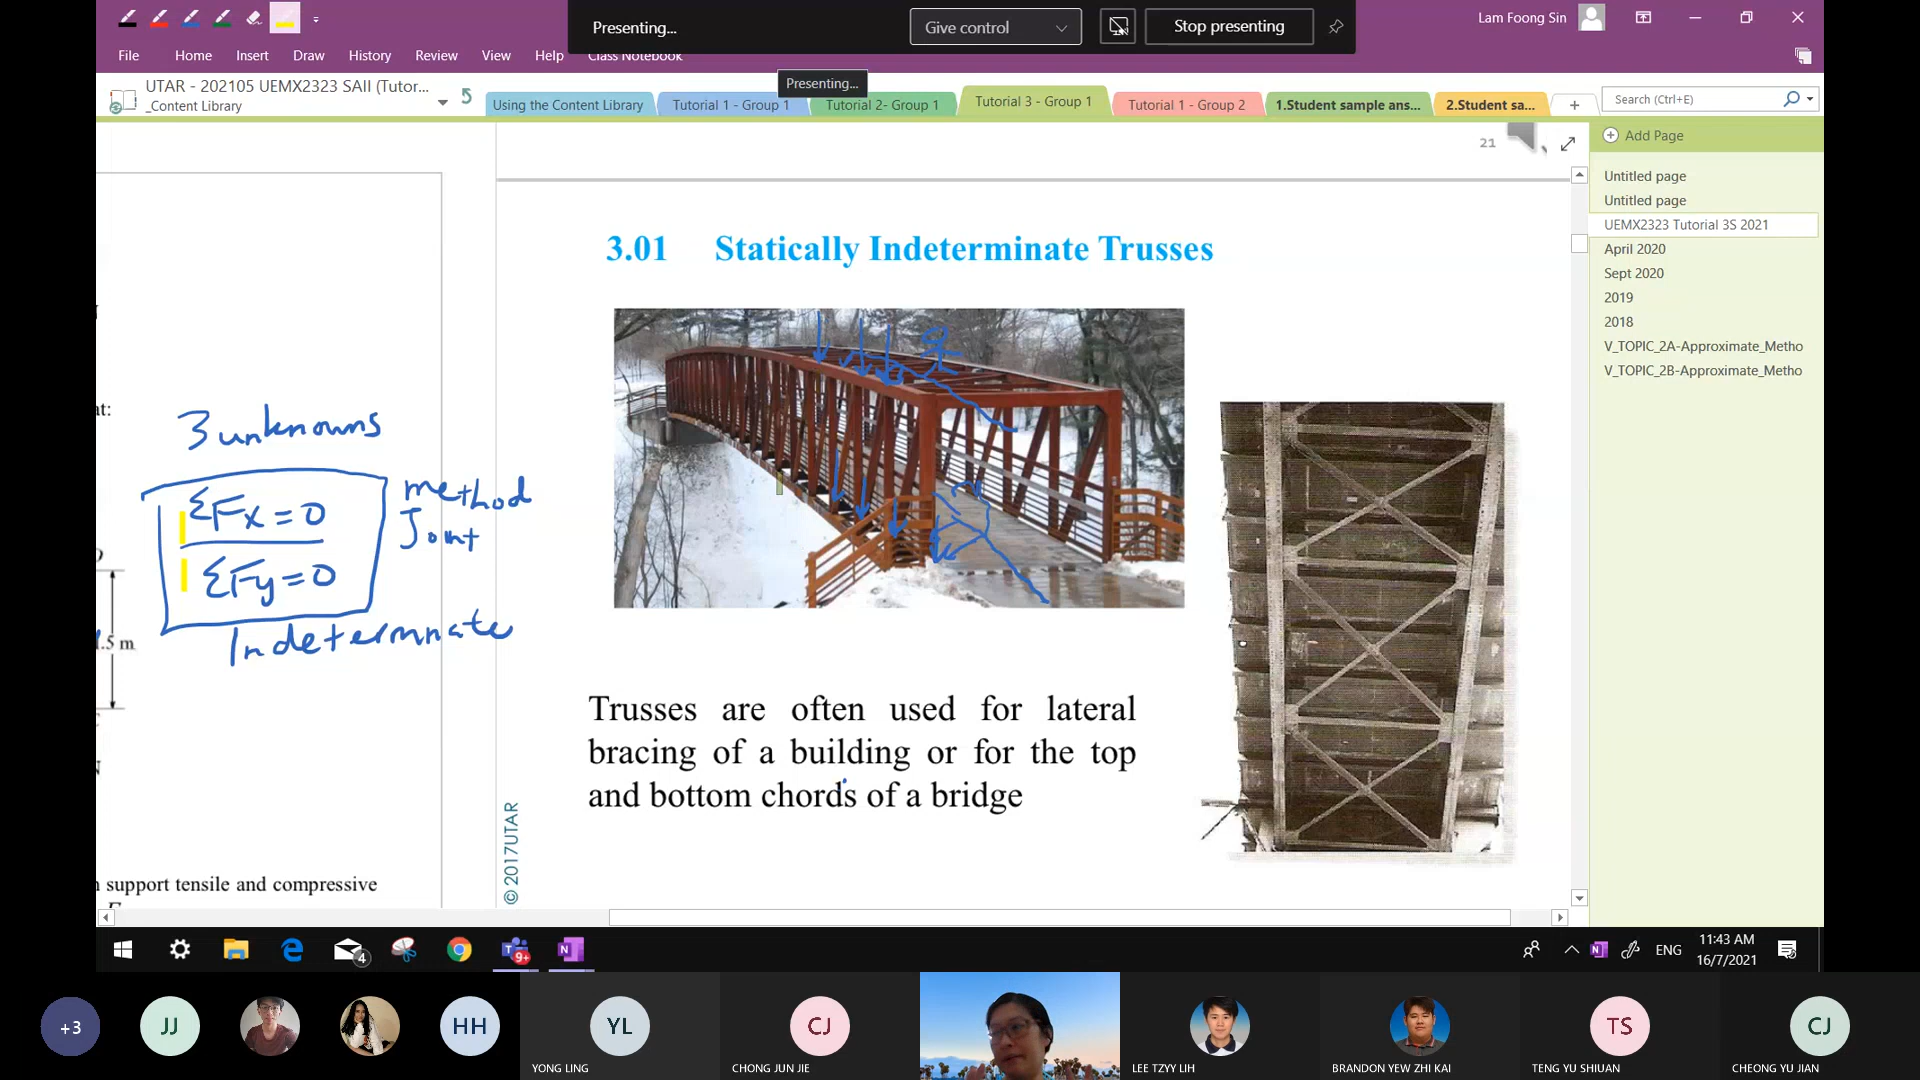 Presenting...
Give control
Stop presenting
Lam Foong Sin
File Home Insert Draw History Review View Help Class Notebook
Presenting...
UTAR - 202105 UEMX2323 SAII (Tutor...
_Content Library
Using the Content Library
Tutorial 1 - Group 1
Tutorial 2- Group 1
Tutorial 3 - Group 1
Tutorial 1 - Group 2
1.Student sample ans...
2.Student sa...
Search (Ctrl+E)
Add Page
Untitled page
Untitled page
UEMX2323 Tutorial 3S 2021
April 2020
Sept 2020
2019
2018
V_TOPIC_2A-Approximate_Metho
V_TOPIC_2B-Approximate_Metho
21
at:
3 unknowns
ΣFx = 0
ΣFy = 0
method
Joint
Indetermnate
.5 m
support tensile and compressive
3.01 Statically Indeterminate Trusses
Trusses are often used for lateral
bracing of a building or for the top
and bottom chords of a bridge
© 2017UTAR
4
9+
ENG
11:43 AM
16/7/2021
+3
JJ
HH
YL
YONG LING
CJ
CHONG JUN JIE
LEE TZYY LIH
BRANDON YEW ZHI KAI
TS
TENG YU SHIUAN
CJ
CHEONG YU JIAN